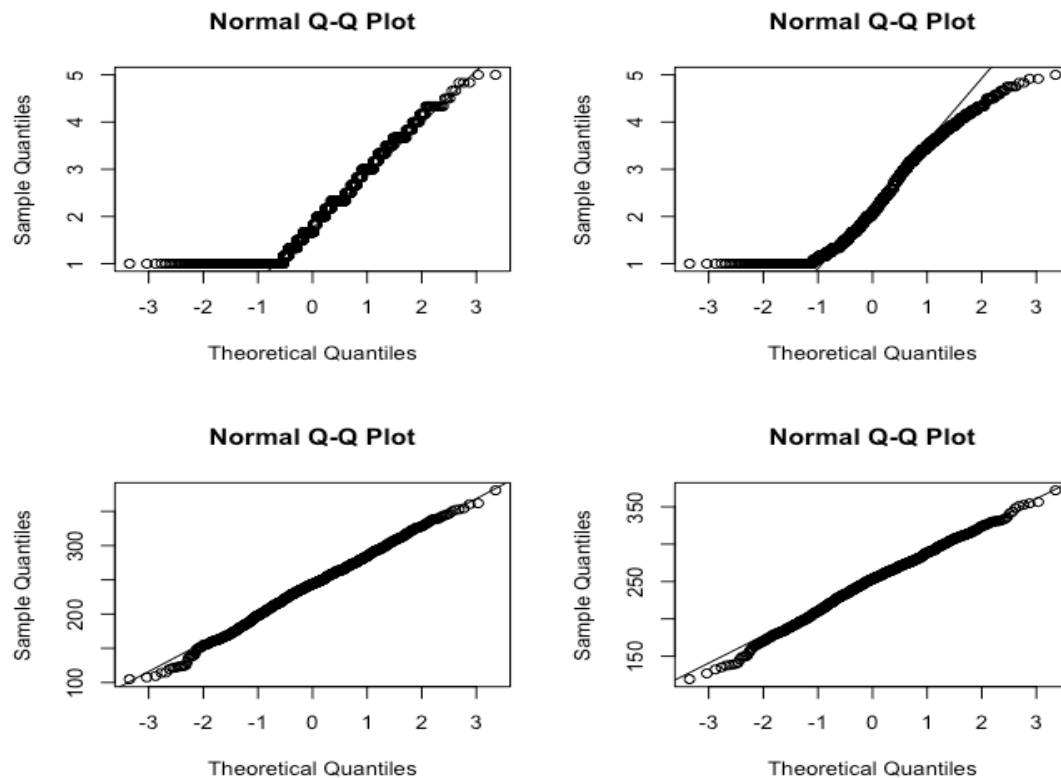 Normal Q-Q Plot
Sample Quantiles
5
4
3
2
1
-3 -2 -1 0 1 2 3
Theoretical Quantiles
Normal Q-Q Plot
Sample Quantiles
5
4
3
2
1
-3 -2 -1 0 1 2 3
Theoretical Quantiles
Normal Q-Q Plot
Sample Quantiles
300
200
100
-3 -2 -1 0 1 2 3
Theoretical Quantiles
Normal Q-Q Plot
Sample Quantiles
350
250
150
-3 -2 -1 0 1 2 3
Theoretical Quantiles